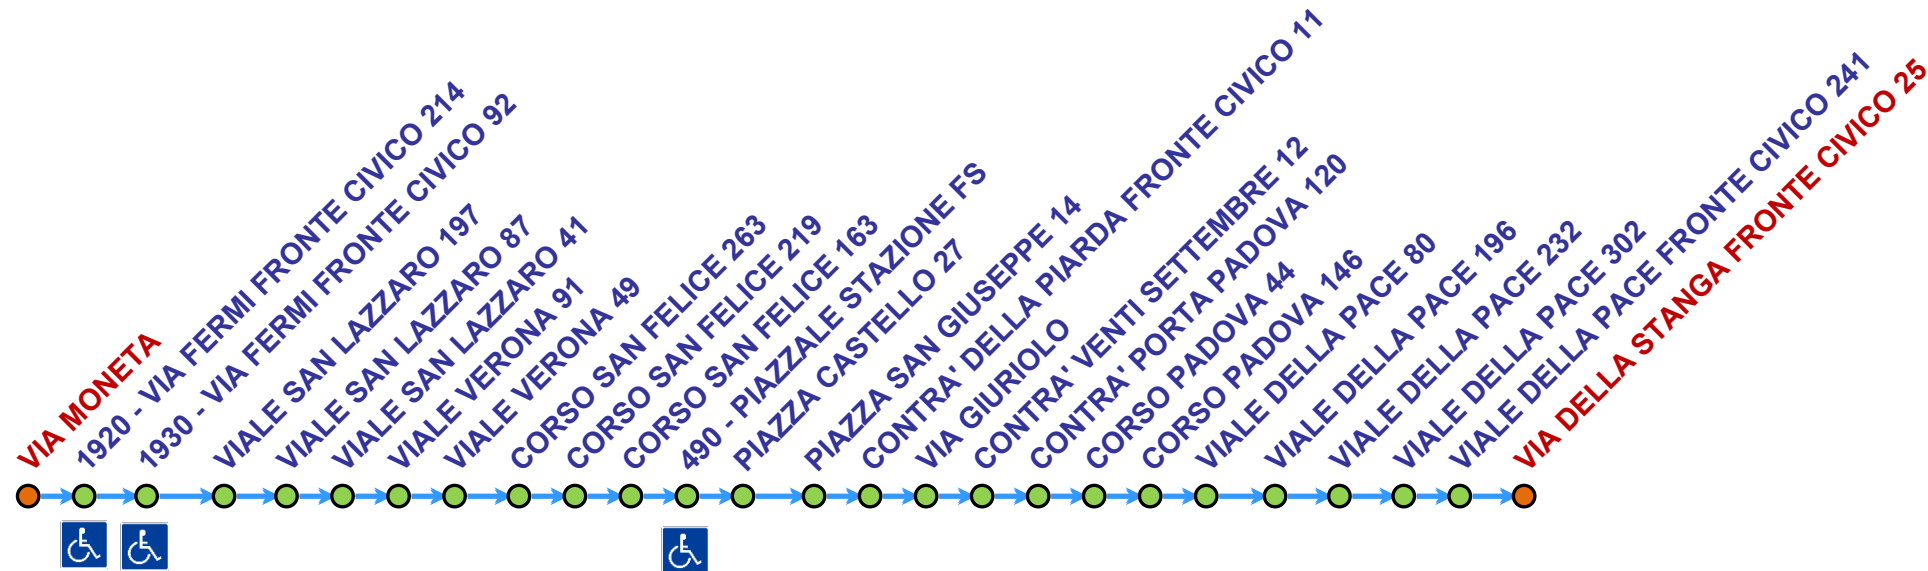 VIA MONETA
1920 - VIA FERMI FRONTE CIVICO 214
1930 - VIA FERMI FRONTE CIVICO 92
VIALE SAN LAZZARO 197
VIALE SAN LAZZARO 87
VIALE SAN LAZZARO 41
VIALE VERONA 91
VIALE VERONA 49
CORSO SAN FELICE 263
CORSO SAN FELICE 219
CORSO SAN FELICE 163
490 - PIAZZALE STAZIONE FS
PIAZZA CASTELLO 27
PIAZZA SAN GIUSEPPE 14
CONTRA' DELLA PIARDA FRONTE CIVICO 11
VIA GIURIOLO
CONTRA' VENTI SETTEMBRE 12
CONTRA' PORTA PADOVA 120
CORSO PADOVA 44
CORSO PADOVA 146
VIALE DELLA PACE 80
VIALE DELLA PACE 196
VIALE DELLA PACE 232
VIALE DELLA PACE 302
VIALE DELLA PACE FRONTE CIVICO 241
VIA DELLA STANGA FRONTE CIVICO 25